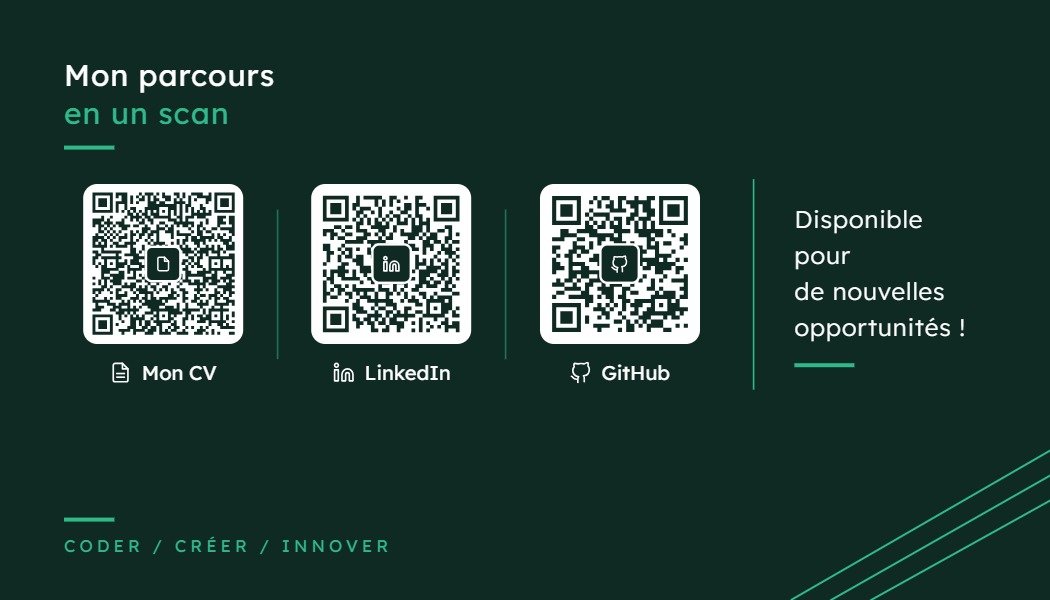 Mon parcours
en un scan
Mon CV
LinkedIn
GitHub
Disponible
pour
de nouvelles
opportunités !
CODER / CRÉER / INNOVER